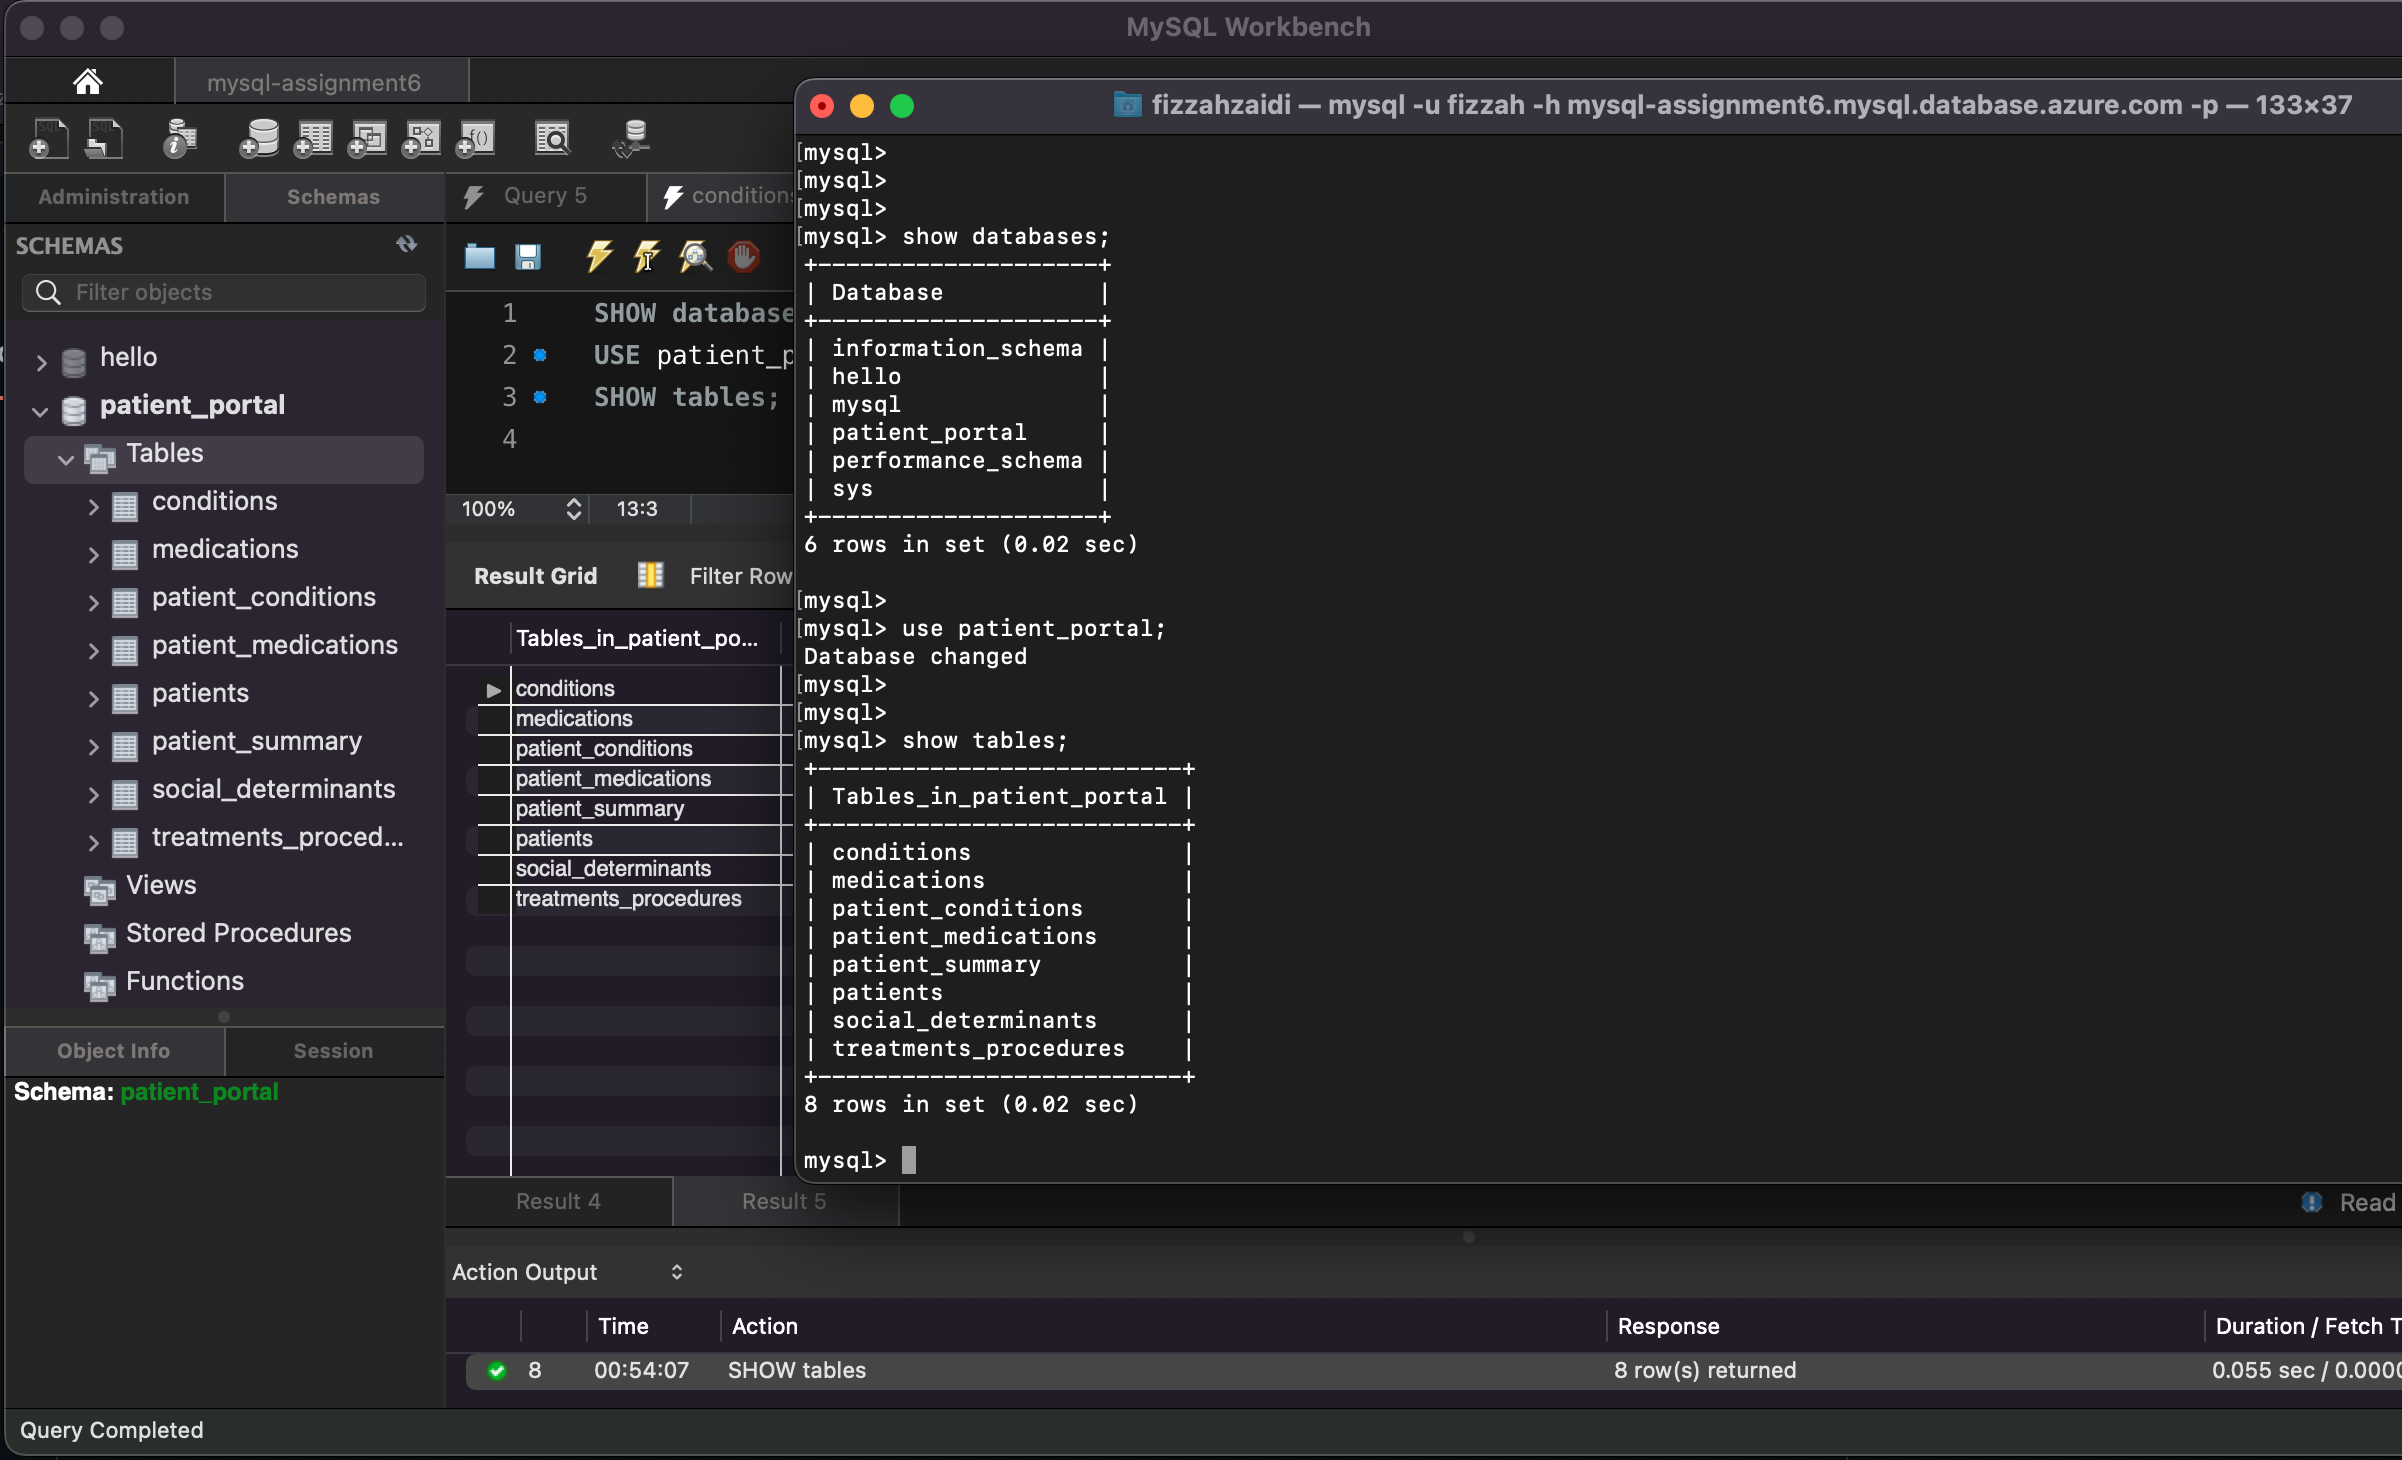 MySQL Workbench
mysql-assignment6
Administration
Schemas
SCHEMAS
Filter objects
hello
patient_portal
Tables
conditions
medications
patient_conditions
patient_medications
patients
patient_summary
social_determinants
treatments_proced...
Views
Stored Procedures
Functions
Object Info
Session
Schema: patient_portal
Query 5
condition
1 SHOW database
2 USE patient_p
3 SHOW tables;
4
100%
13:3
Result Grid
Filter Row
Tables_in_patient_po...
conditions
medications
patient_conditions
patient_medications
patient_summary
patients
social_determinants
treatments_procedures
Result 4
Result 5
Read
fizzahzaidi — mysql -u fizzah -h mysql-assignment6.mysql.database.azure.com -p — 133×37
mysql>
mysql>
mysql>
mysql> show databases;
+--------------------+
| Database           |
+--------------------+
| information_schema |
| hello              |
| mysql              |
| patient_portal     |
| performance_schema |
| sys                |
+--------------------+
6 rows in set (0.02 sec)
mysql>
mysql> use patient_portal;
Database changed
mysql>
mysql>
mysql> show tables;
+--------------------------+
| Tables_in_patient_portal |
+--------------------------+
| conditions               |
| medications              |
| patient_conditions       |
| patient_medications      |
| patient_summary          |
| patients                 |
| social_determinants      |
| treatments_procedures    |
+--------------------------+
8 rows in set (0.02 sec)
mysql>
Action Output
Time
Action
Response
Duration / Fetch T
8
00:54:07
SHOW tables
8 row(s) returned
0.055 sec / 0.0000
Query Completed